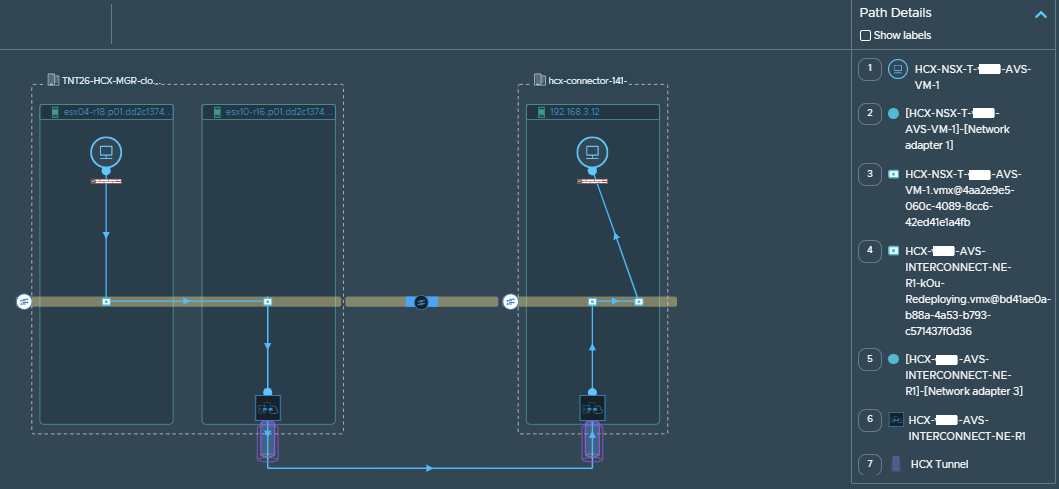 Path Details
Show labels
TNT26-HCX-MGR-clo...
hcx-connector-141-
esx04-r18.p01.dd2c1374...
esx10-r16.p01.dd2c1374...
192.168.3.12
1
HCX-NSX-T- -AVS-
VM-1
2
[HCX-NSX-T- -
AVS-VM-1]-[Network
adapter 1]
3
HCX-NSX-T- -AVS-
VM-1.vmx@4aa2e9e5-
060c-4089-8cc6-
42ed41e1a4fb
4
HCX- -AVS-
INTERCONNECT-NE-
R1-kOu-
Redeploying.vmx@bd41ae0a-
b88a-4a53-b793-
c571437f0d36
5
[HCX- -AVS-
INTERCONNECT-NE-
R1]-[Network adapter 3]
6
HCX- -AVS-
INTERCONNECT-NE-R1
7
HCX Tunnel